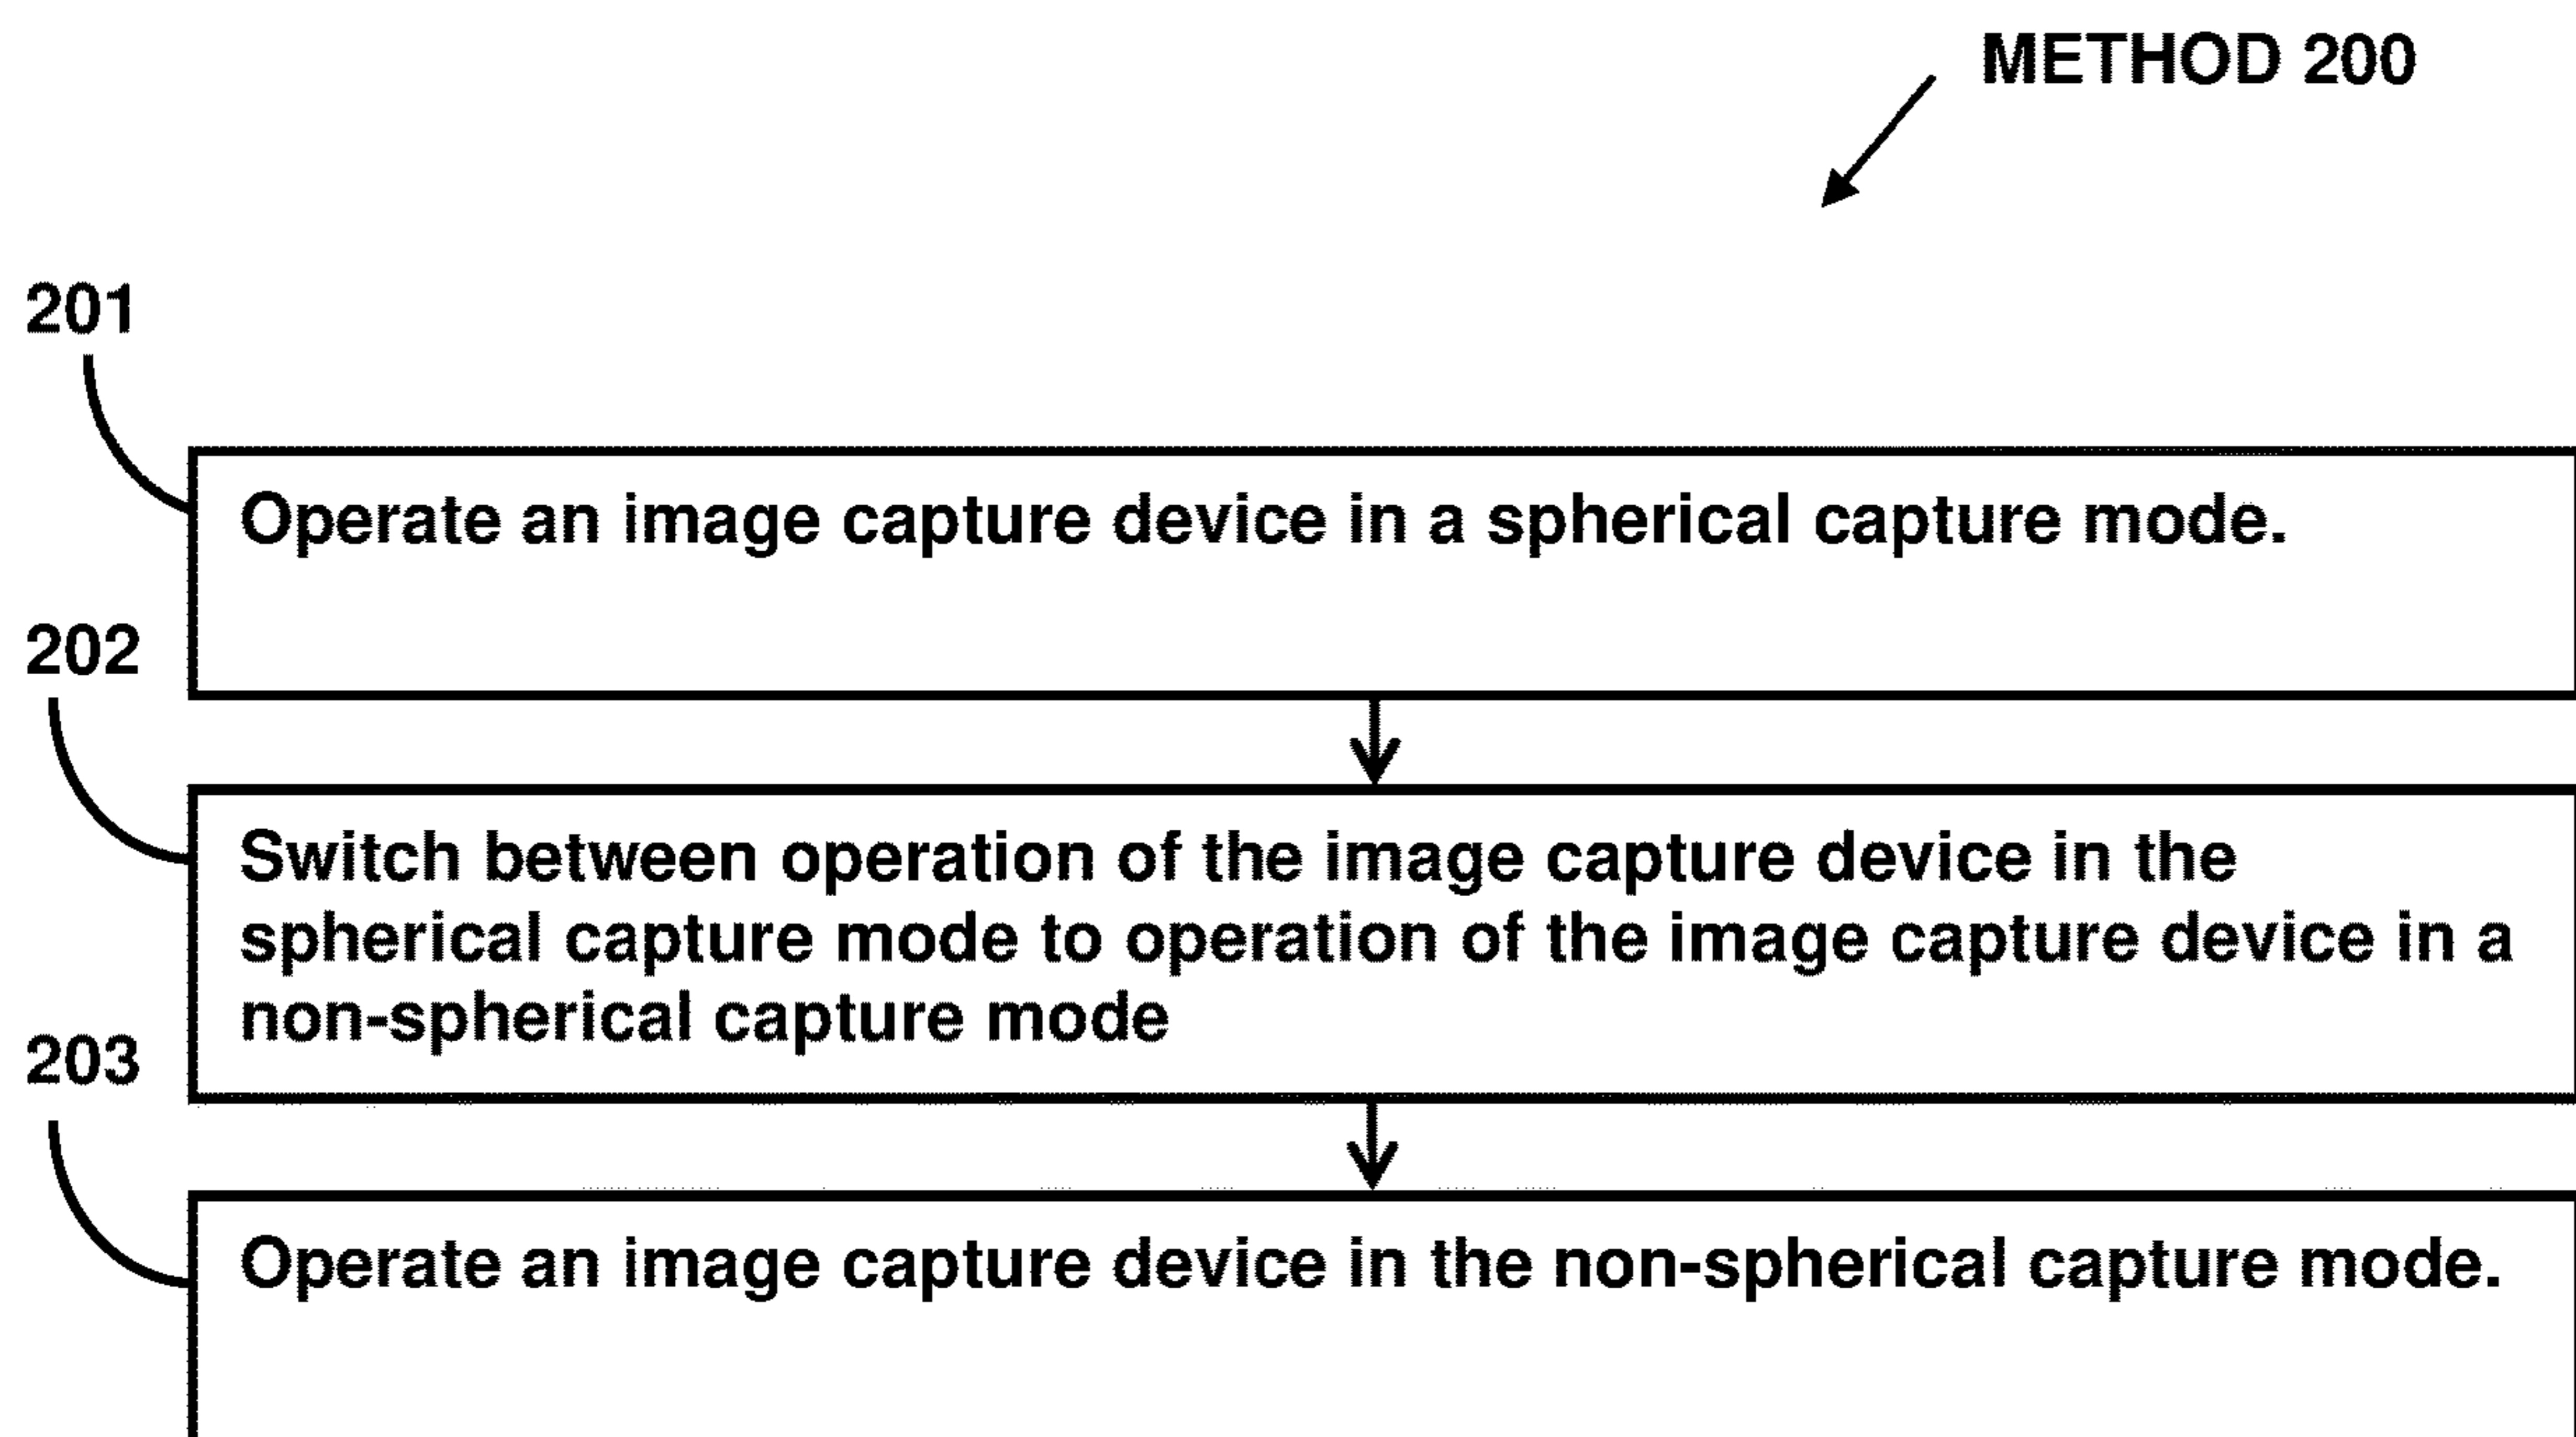 METHOD 200
201
Operate an image capture device in a spherical capture mode.
202
Switch between operation of the image capture device in the
spherical capture mode to operation of the image capture device in a
non-spherical capture mode
203
Operate an image capture device in the non-spherical capture mode.